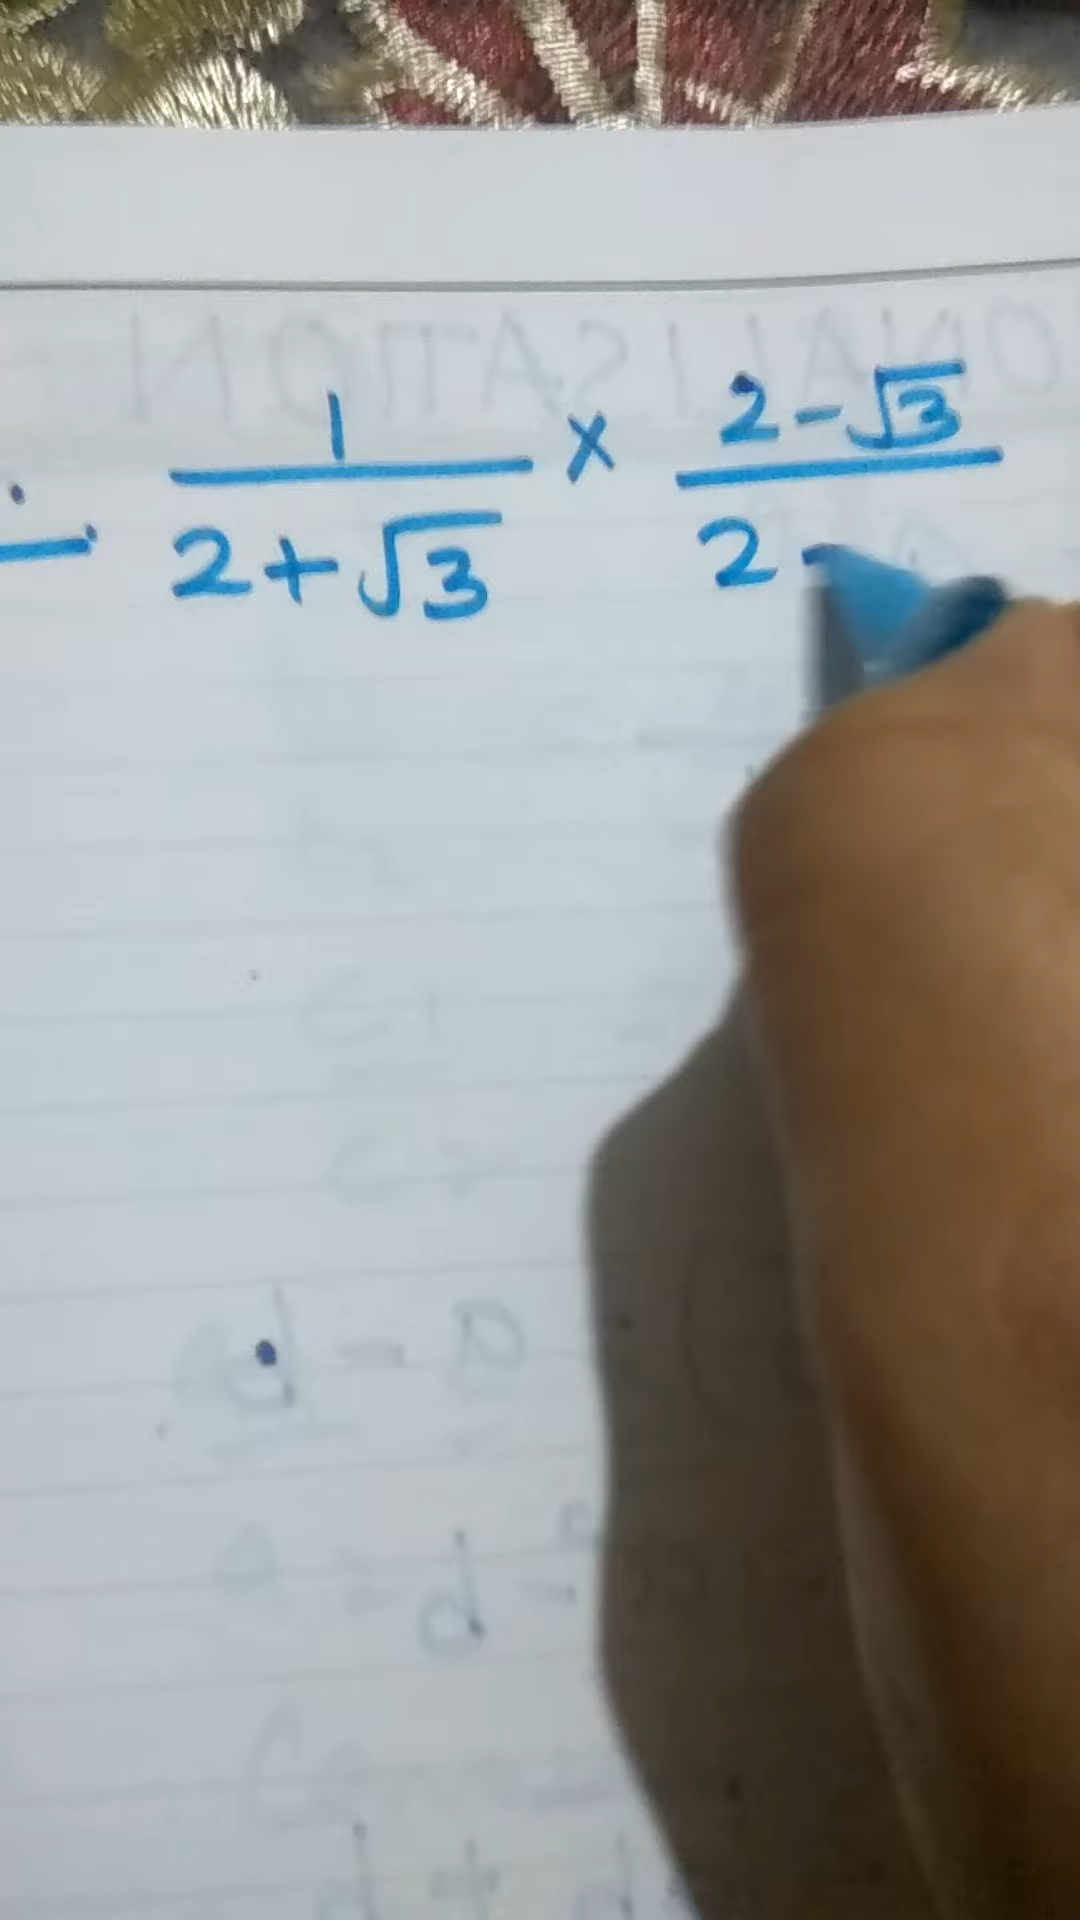 ÷ 1/(2+√3) × (2-√3)/(2-